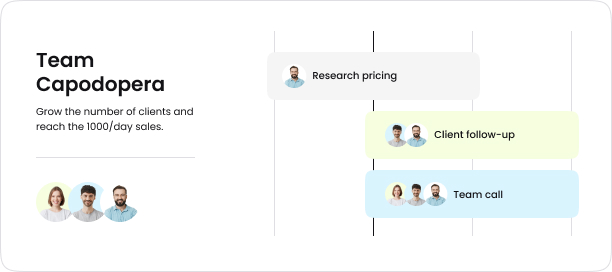 Team
Capodopera
Grow the number of clients and
reach the 1000/day sales.
Research pricing
Client follow-up
Team call